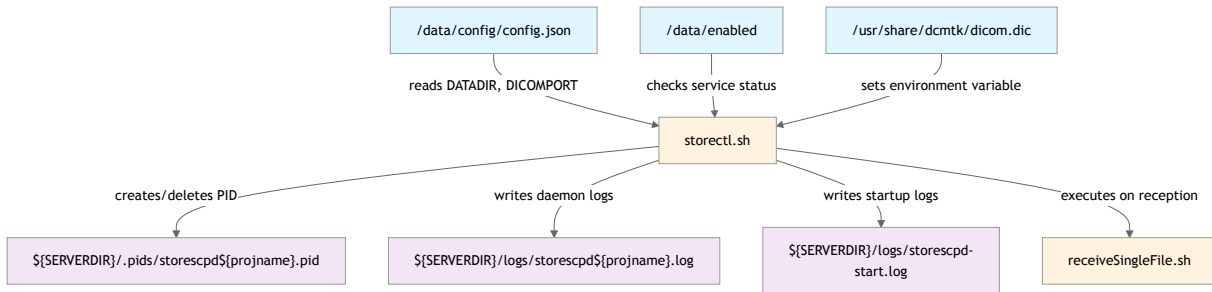 /data/config/config.json
/data/enabled
/usr/share/dcmtk/dicom.dic
reads DATADIR, DICOMPORT
checks service status
sets environment variable
storectl.sh
creates/deletes PID
writes daemon logs
writes startup logs
executes on reception
${SERVERDIR}/.pids/storescpd${projname}.pid
${SERVERDIR}/logs/storescpd${projname}.log
${SERVERDIR}/logs/storescpd-
start.log
receiveSingleFile.sh